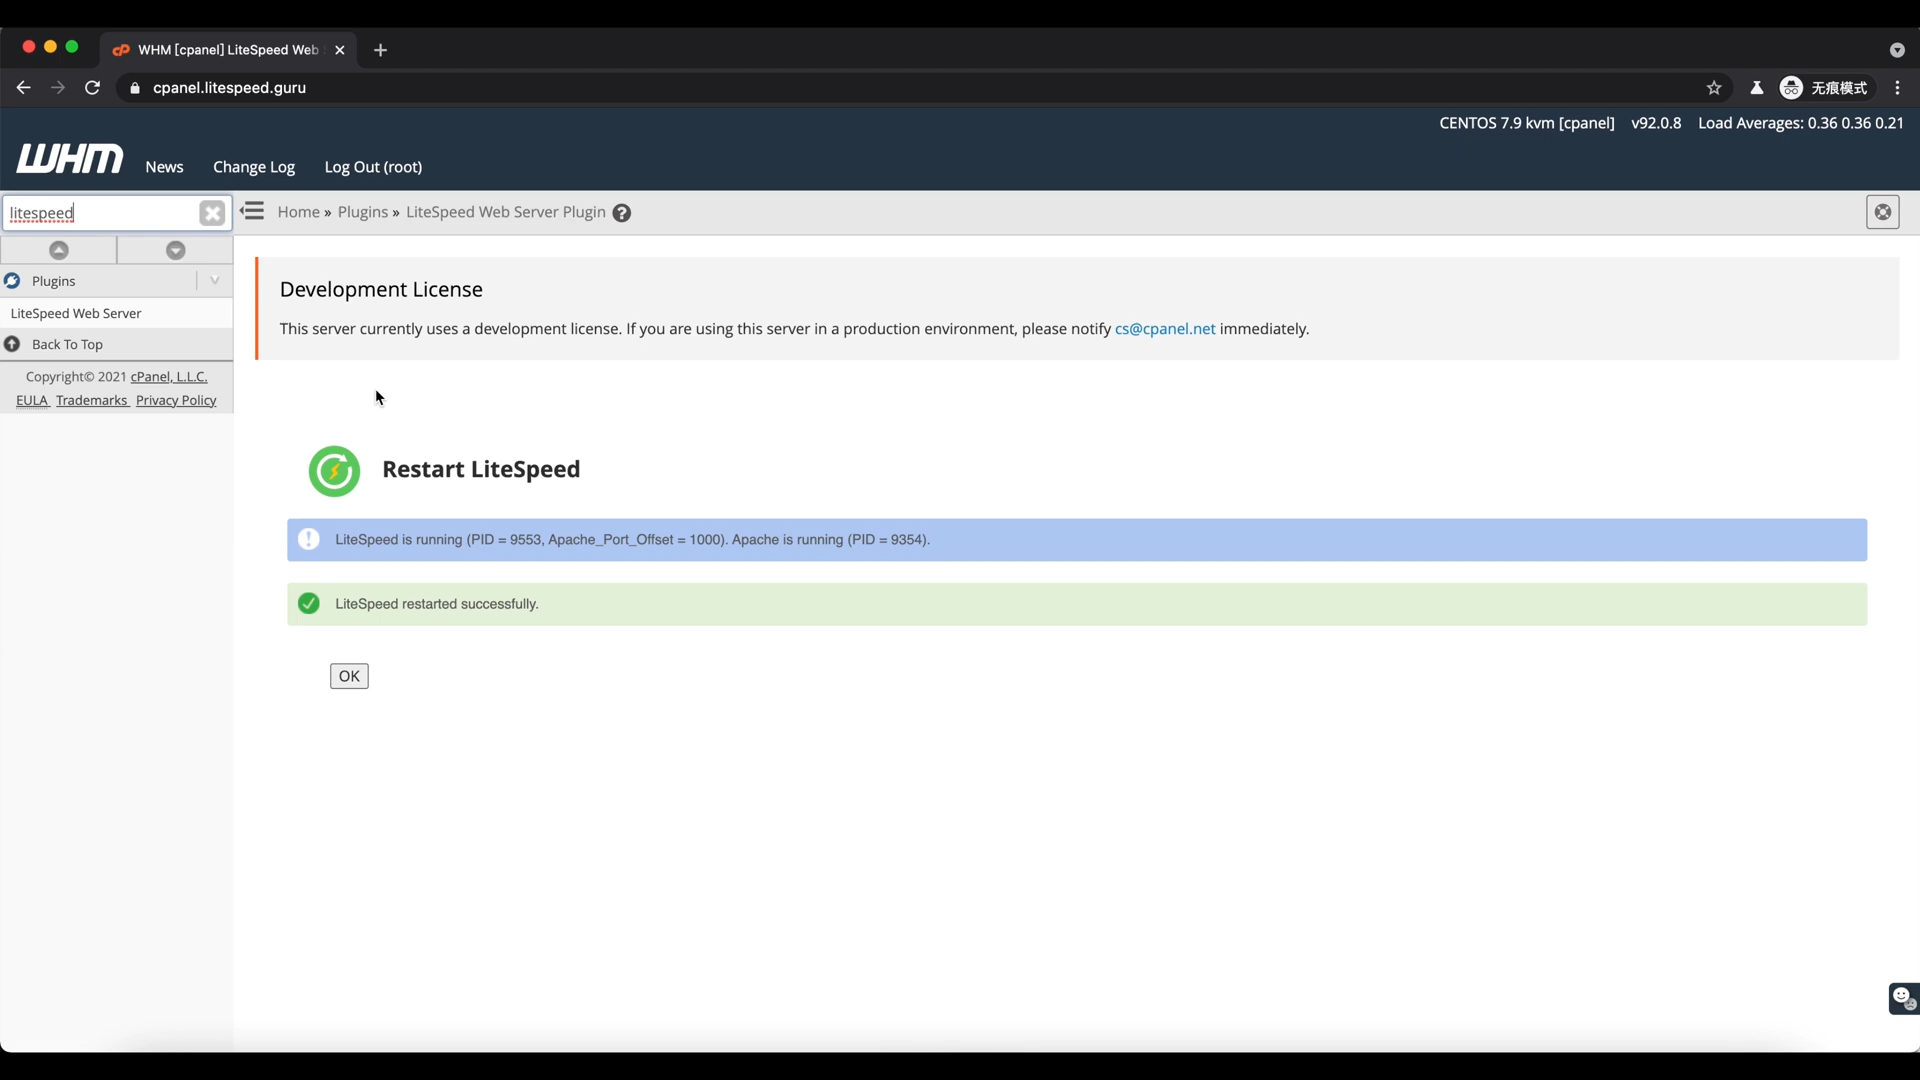 WHM [cpanel] LiteSpeed Web
cpanel.litespeed.guru
无痕模式
CENTOS 7.9 kvm [cpanel] v92.0.8 Load Averages: 0.36 0.36 0.21
WHM News Change Log Log Out (root)
litespeed
Home » Plugins » LiteSpeed Web Server Plugin
Plugins
LiteSpeed Web Server
Back To Top
Copyright© 2021 cPanel, L.L.C.
EULA Trademarks Privacy Policy
Development License
This server currently uses a development license. If you are using this server in a production environment, please notify cs@cpanel.net immediately.
Restart LiteSpeed
LiteSpeed is running (PID = 9553, Apache_Port_Offset = 1000). Apache is running (PID = 9354).
LiteSpeed restarted successfully.
OK